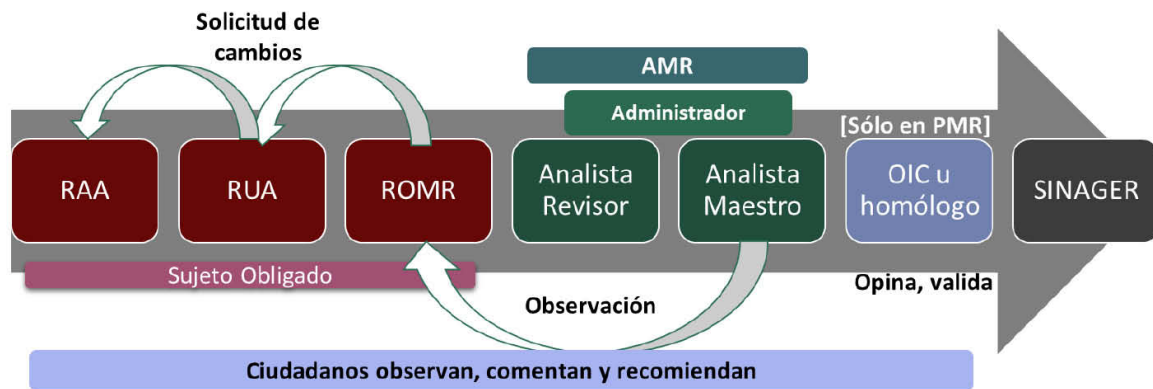 Solicitud de
cambios
AMR
Administrador
[Sólo en PMR]
RAA
RUA
ROMR
Analista
Revisor
Analista
Maestro
OIC u
homólogo
SINAGER
Sujeto Obligado
Observación
Opina, valida
Ciudadanos observan, comentan y recomiendan